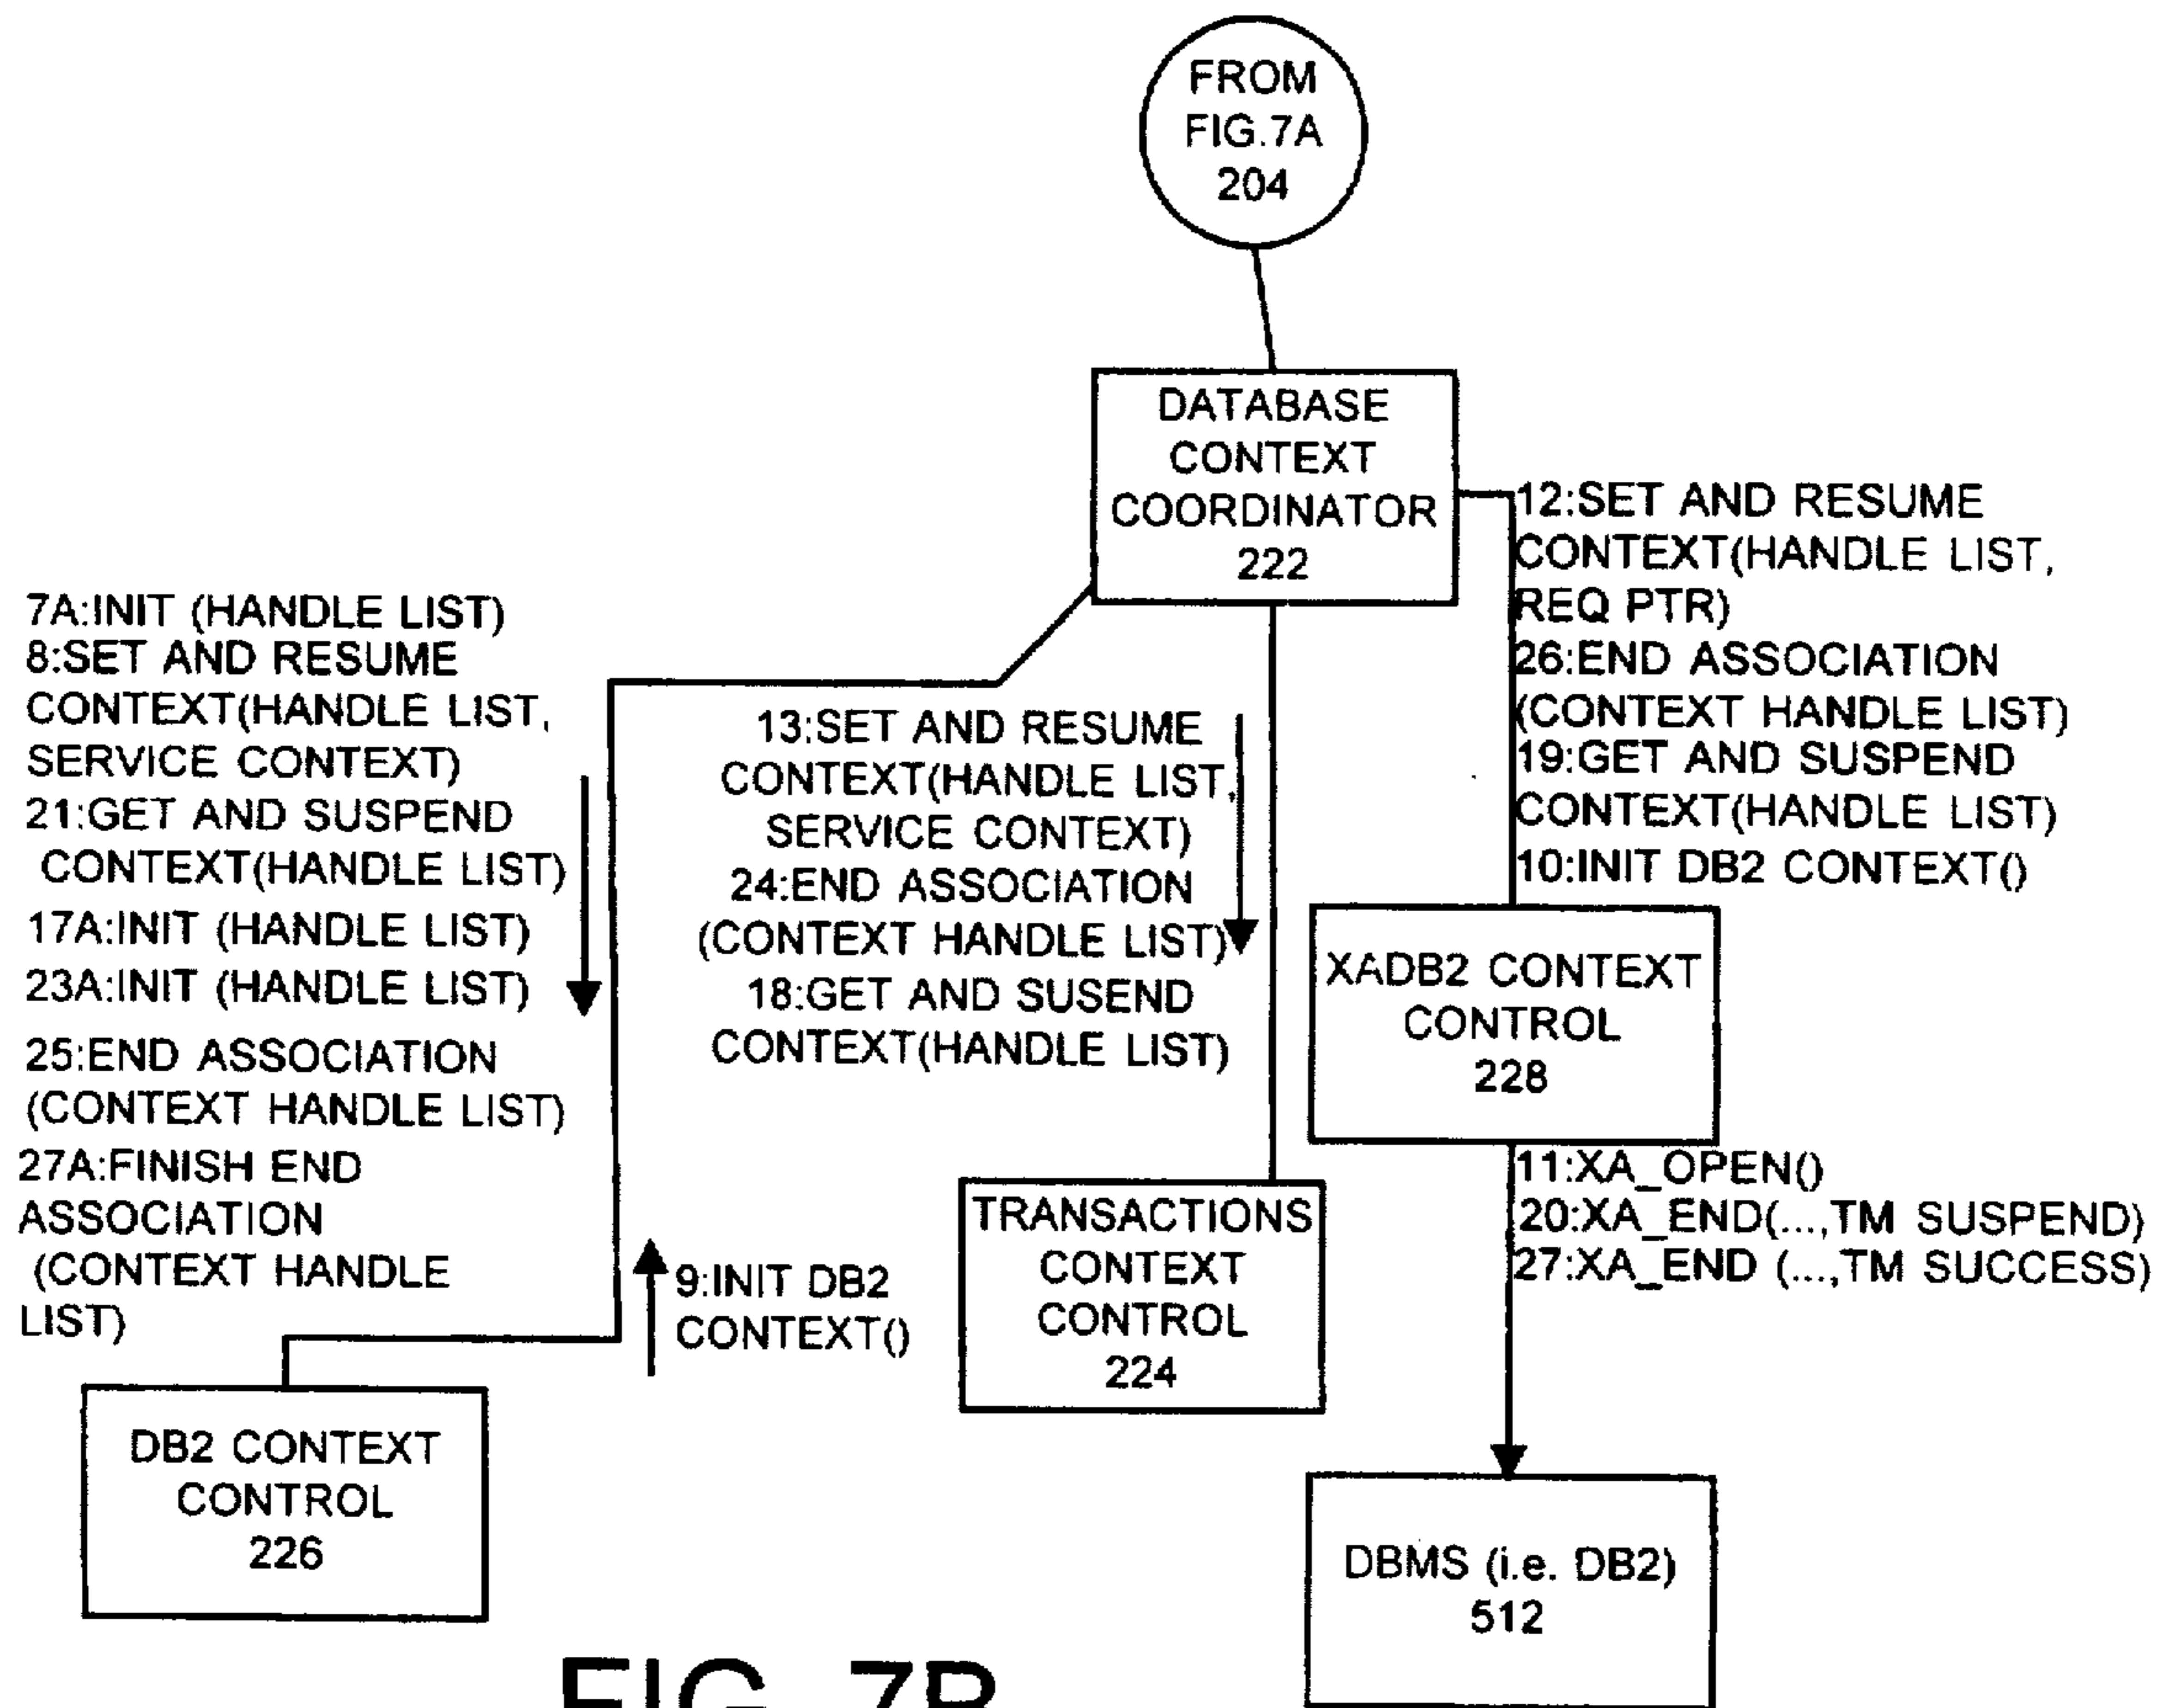 FROM
FIG.7A
204
DATABASE
CONTEXT
COORDINATOR
222
12:SET AND RESUME
CONTEXT(HANDLE LIST,
REQ PTR)
26:END ASSOCIATION
(CONTEXT HANDLE LIST)
19:GET AND SUSPEND
CONTEXT(HANDLE LIST)
10:INIT DB2 CONTEXT()
7A:INIT (HANDLE LIST)
8:SET AND RESUME
CONTEXT(HANDLE LIST,
SERVICE CONTEXT)
21:GET AND SUSPEND
CONTEXT(HANDLE LIST)
17A:INIT (HANDLE LIST)
23A:INIT (HANDLE LIST)
25:END ASSOCIATION
(CONTEXT HANDLE LIST)
27A:FINISH END
ASSOCIATION
(CONTEXT HANDLE
LIST)
13:SET AND RESUME
CONTEXT(HANDLE LIST,
SERVICE CONTEXT)
24:END ASSOCIATION
(CONTEXT HANDLE LIST)
18:GET AND SUSEND
CONTEXT(HANDLE LIST)
XADB2 CONTEXT
CONTROL
228
11:XA_OPEN()
20:XA_END(...,TM SUSPEND)
27:XA_END (...,TM SUCCESS)
9:INIT DB2
CONTEXT()
TRANSACTIONS
CONTEXT
CONTROL
224
DB2 CONTEXT
CONTROL
226
DBMS (i.e. DB2)
512
FIG. 7B